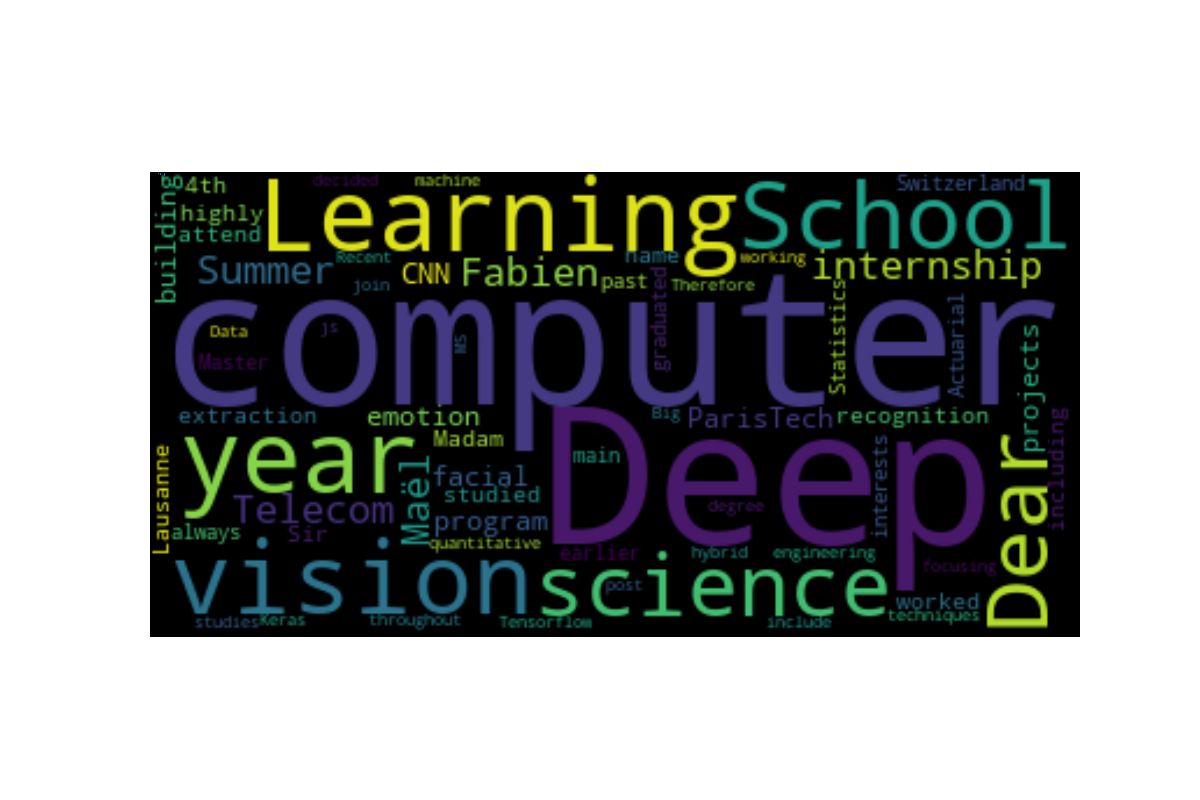 go
4th
decided
machine
Switzerland
building
highly
Learning
School
attend
Summer
Recent
CNN
Fabien
name
working
internship
join
past
Therefore
computer
Data
js
MS
Master
graduated
Statistics
Actuarial
projects
extraction
emotion
Big
ParisTech
recognition
including
year
Madam
Deep
main
Dear
Lausanne
Maël
facial
studied
interests
Telecom
degree
always
Sir
program
quantitative
earlier
hybrid
engineering
focusing
vision
science
post
worked
studies
Keras
throughout
Tensorflow
include
techniques